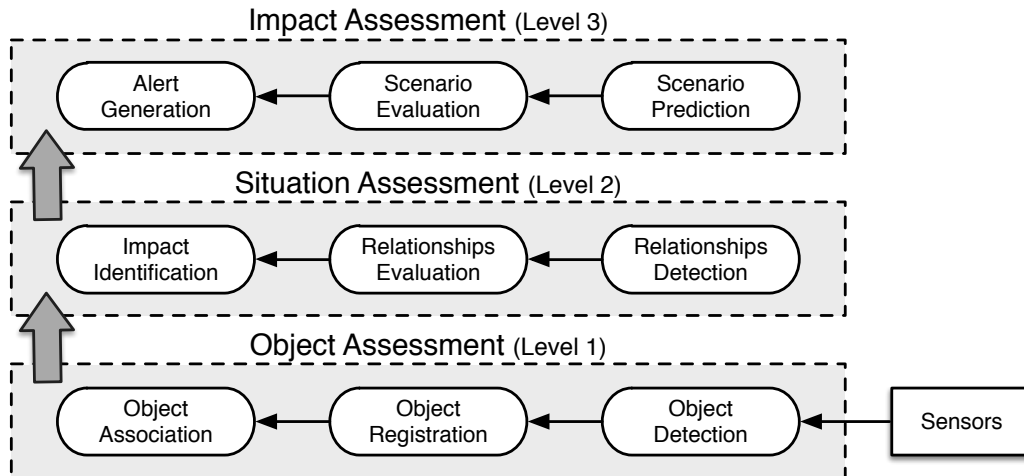 Impact Assessment (Level 3)
Alert
Generation
Scenario
Evaluation
Scenario
Prediction
Situation Assessment (Level 2)
Impact
Identification
Relationships
Evaluation
Relationships
Detection
Object Assessment (Level 1)
Object
Association
Object
Registration
Object
Detection
Sensors